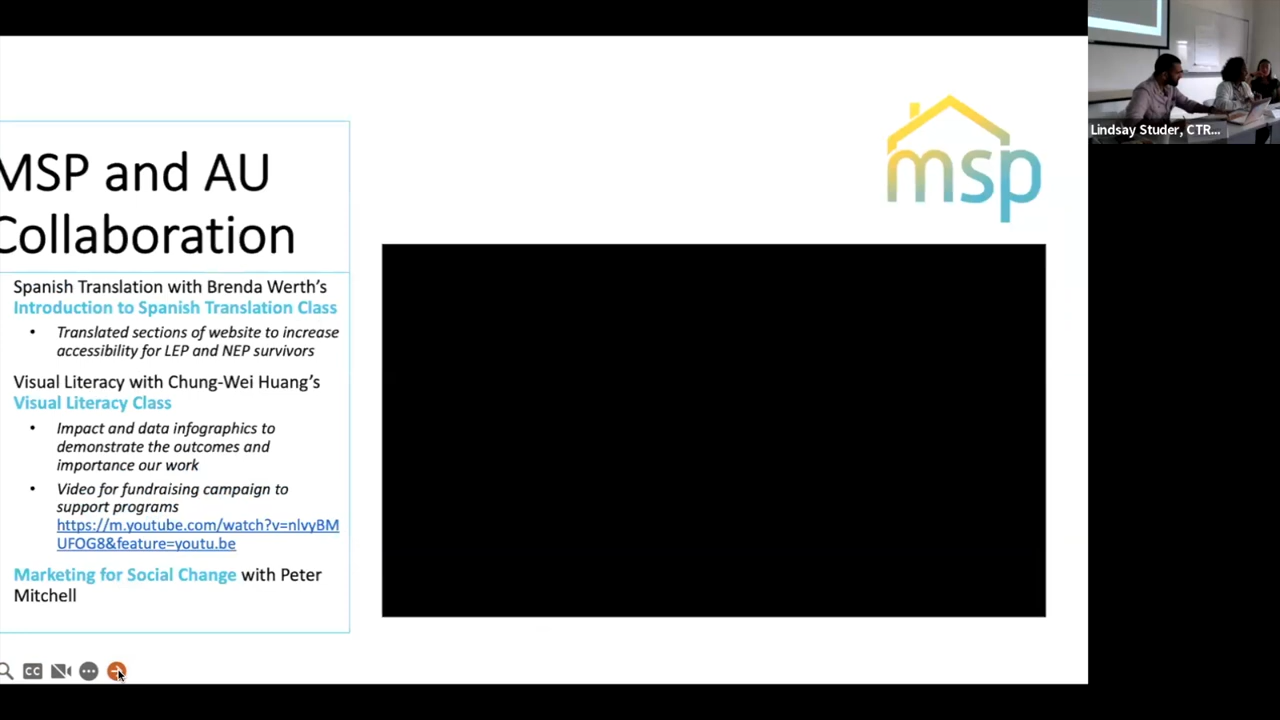 MSP and AU
Collaboration
Spanish Translation with Brenda Werth's
Introduction to Spanish Translation Class
• Translated sections of website to increase
accessibility for LEP and NEP survivors
Visual Literacy with Chung-Wei Huang's
Visual Literacy Class
• Impact and data infographics to
demonstrate the outcomes and
importance our work
• Video for fundraising campaign to
support programs
https://m.youtube.com/watch?v=nlvyBM
UFOG8&feature=youtu.be
Marketing for Social Change with Peter
Mitchell
msp
Lindsay Studer, CTR...
CC